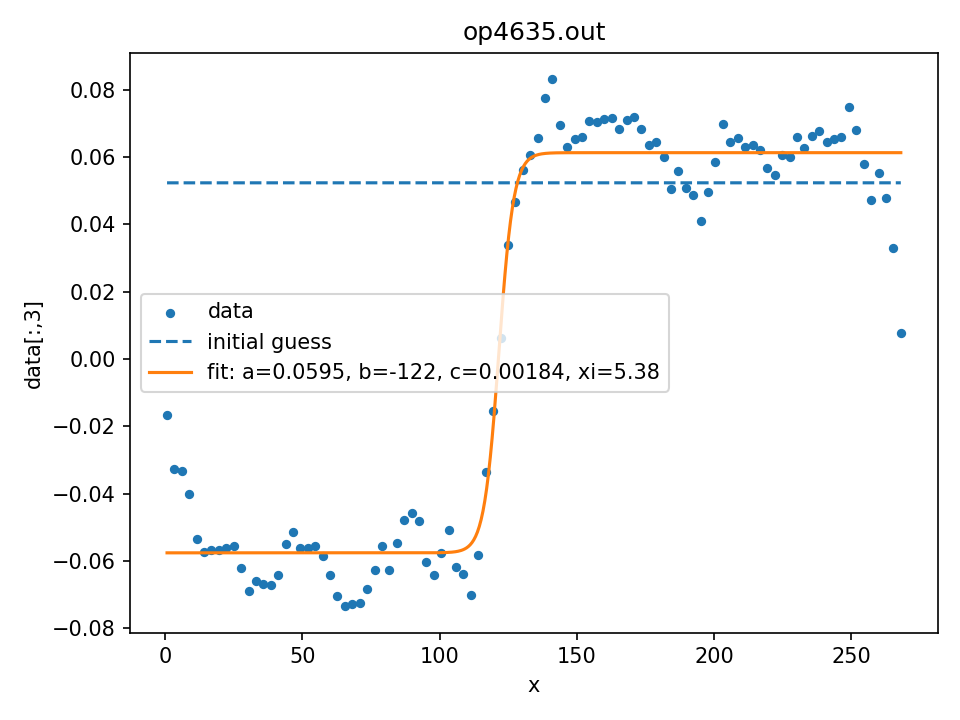 op4635.out
0.08
0.06
0.04
0.02
0.00
−0.02
−0.04
−0.06
−0.08
data[:,3]
data
initial guess
fit: a=0.0595, b=-122, c=0.00184, xi=5.38
0 50 100 150 200 250
x